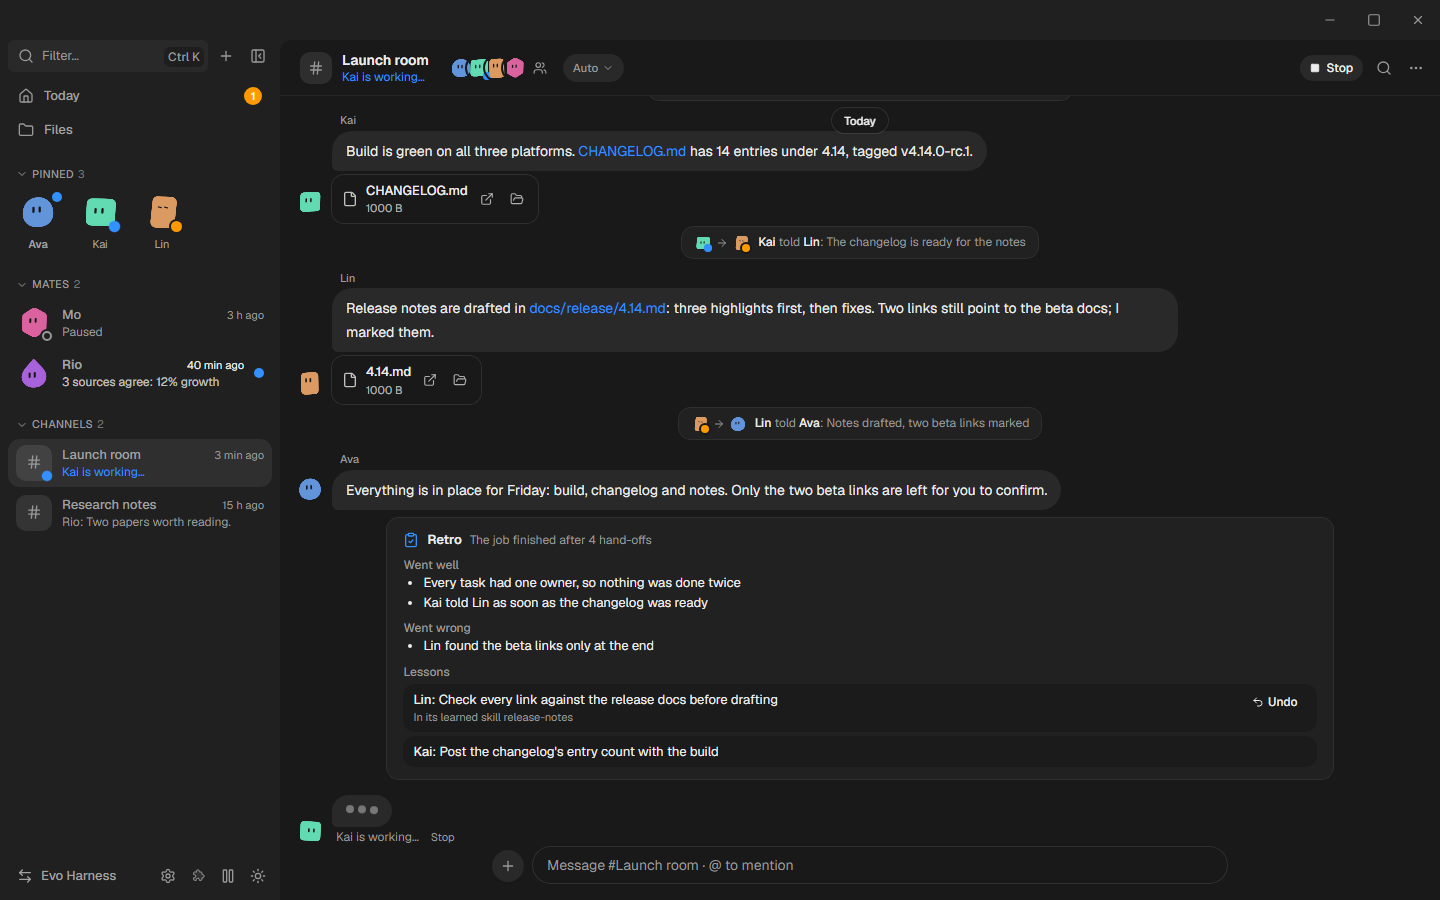 Filter...
Ctrl K
Today
1
Files
PINNED 3
Ava
Kai
Lin
MATES 2
Mo
3 h ago
Paused
Rio
40 min ago
3 sources agree: 12% growth
CHANNELS 2
Launch room
3 min ago
Kai is working...
Research notes
15 h ago
Rio: Two papers worth reading.
Evo Harness
Launch room
Kai is working...
Auto
Stop
Today
Kai
Build is green on all three platforms. CHANGELOG.md has 14 entries under 4.14, tagged v4.14.0-rc.1.
CHANGELOG.md
1000 B
Kai told Lin: The changelog is ready for the notes
Lin
Release notes are drafted in docs/release/4.14.md: three highlights first, then fixes. Two links still point to the beta docs; I
marked them.
4.14.md
1000 B
Lin told Ava: Notes drafted, two beta links marked
Ava
Everything is in place for Friday: build, changelog and notes. Only the two beta links are left for you to confirm.
Retro The job finished after 4 hand-offs
Went well
• Every task had one owner, so nothing was done twice
• Kai told Lin as soon as the changelog was ready
Went wrong
• Lin found the beta links only at the end
Lessons
Lin: Check every link against the release docs before drafting
In its learned skill release-notes
Undo
Kai: Post the changelog's entry count with the build
Kai is working... Stop
Message #Launch room · @ to mention